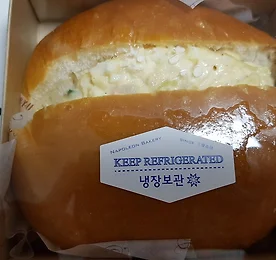 NAPOLEON BAKERY
KEEP REFRIGERATED
냉장보관